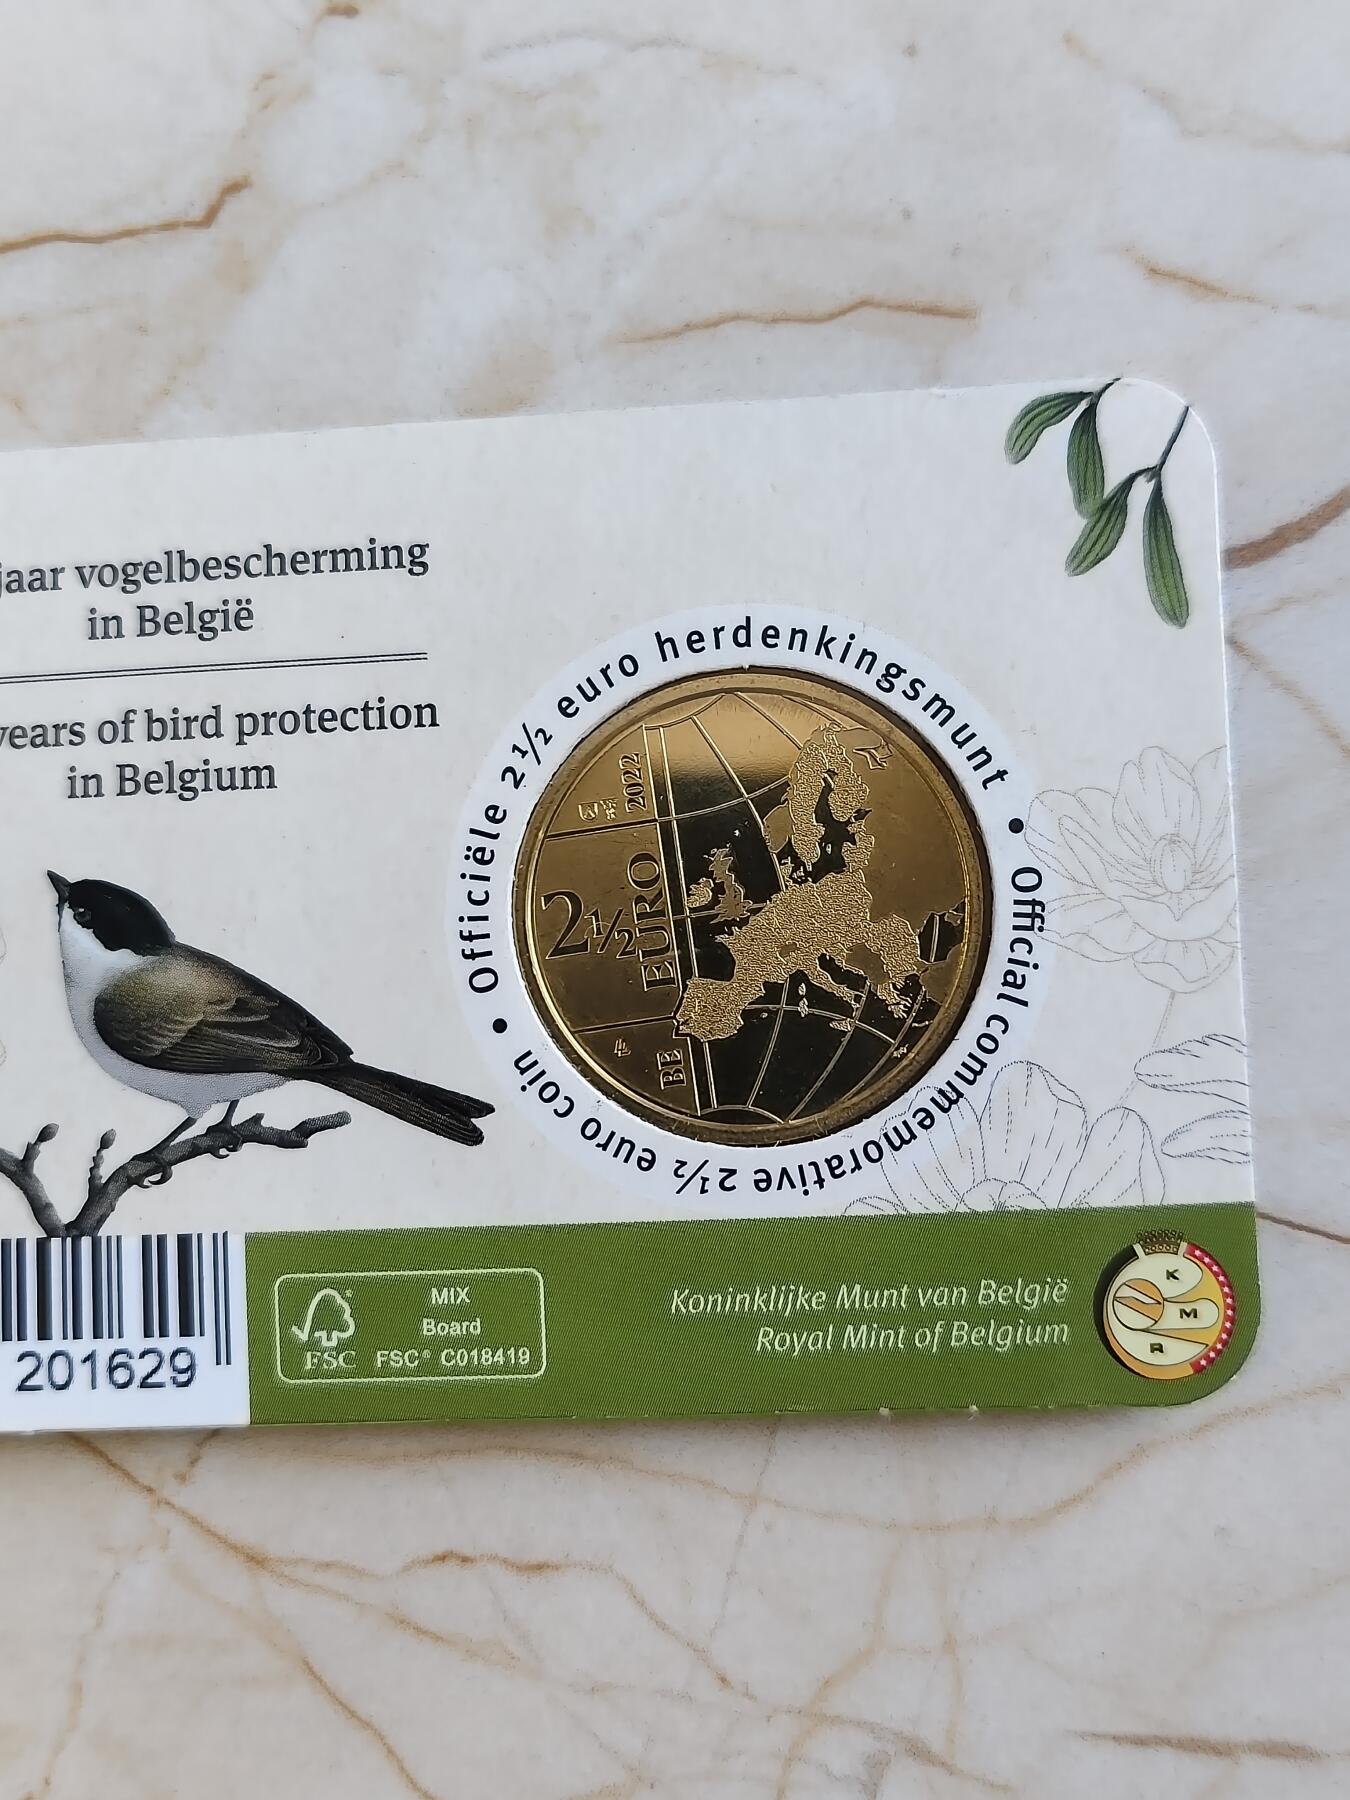 jaar vogelbescherming
in België
years of bird protection
in Belgium
Officiële 2½ euro herdenkingsmunt • Official commemorative 2½ euro coin •
2022
2½
EURO
BE
201629
MIX
Board
FSC® C018419
FSC
Koninklijke Munt van België
Royal Mint of Belgium
K
M
R